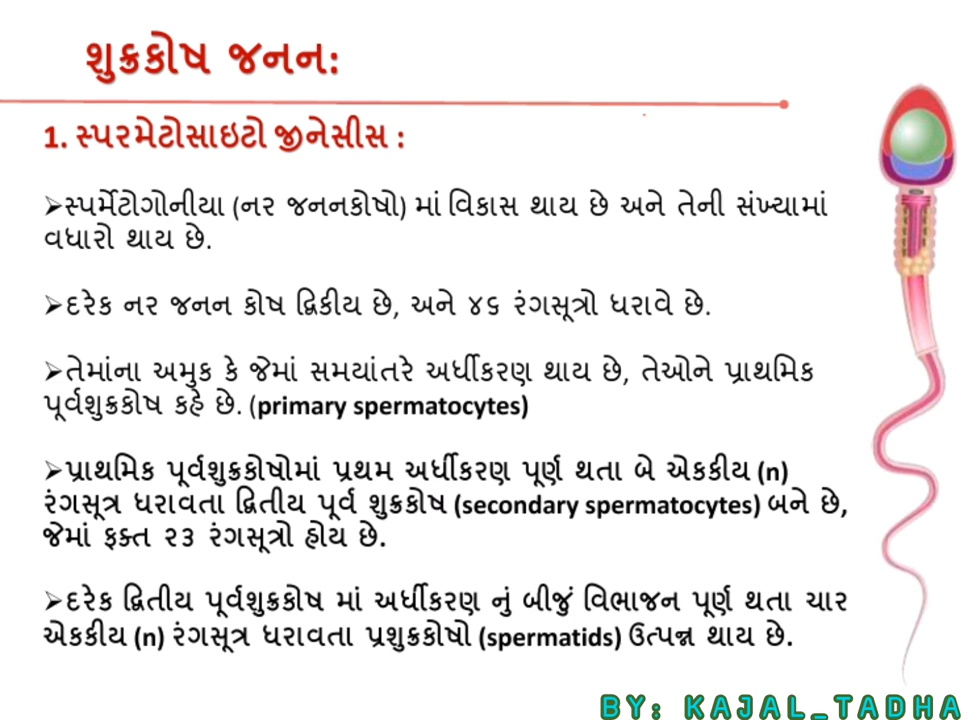 શુક્રકોષ જનન:
1. સ્પરમેટોસાઇટો જીનેસીસ :
➢સ્પર્મેટોગોનીયા (નર જનનકોષો) માં વિકાસ થાય છે અને તેની સંખ્યામાં
વધારો થાય છે.
➢દરેક નર જનન કોષ દ્વિકીય છે, અને ૪૬ રંગસૂત્રો ધરાવે છે.
➢તેમાંના અમુક કે જેમાં સમયાંતરે અર્ધીકરણ થાય છે, તેઓને પ્રાથમિક
પૂર્વશુક્રકોષ કહે છે. (primary spermatocytes)
➢પ્રાથમિક પૂર્વશુક્રકોષોમાં પ્રથમ અર્ધીકરણ પૂર્ણ થતા બે એકકીય (n)
રંગસૂત્ર ધરાવતા દ્વિતીય પૂર્વ શુક્રકોષ (secondary spermatocytes) બને છે,
જેમાં ફક્ત ૨૩ રંગસૂત્રો હોય છે.
➢દરેક દ્વિતીય પૂર્વશુક્રકોષ માં અર્ધીકરણ નું બીજું વિભાજન પૂર્ણ થતા ચાર
એકકીય (n) રંગસૂત્ર ધરાવતા પ્રશુક્રકોષો (spermatids) ઉત્પન્ન થાય છે.
BY: KAJAL_TADHA